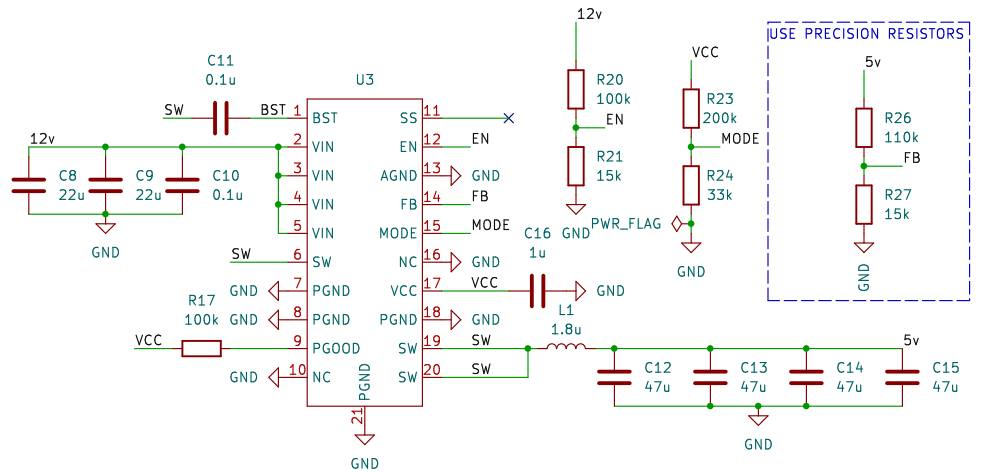 12v
USE PRECISION RESISTORS
VCC
5v
C11
0.1u
U3
R20
100k
R23
200k
R26
110k
SW
BST
1
BST
SS
11
EN
MODE
FB
12v
2
VIN
EN
12
EN
R21
15k
R24
33k
R27
15k
C8
22u
C9
22u
C10
0.1u
3
VIN
AGND
13
GND
4
VIN
FB
14
FB
5
VIN
MODE
15
MODE
GND
PWR_FLAG
GND
SW
6
SW
NC
16
GND
C16
1u
GND
GND
GND
7
PGND
VCC
17
VCC
GND
R17
100k
GND
8
PGND
PGND
18
GND
L1
1.8u
VCC
9
PGOOD
SW
19
SW
5v
GND
10
NC
SW
20
SW
PGND
21
GND
C12
47u
C13
47u
C14
47u
C15
47u
GND